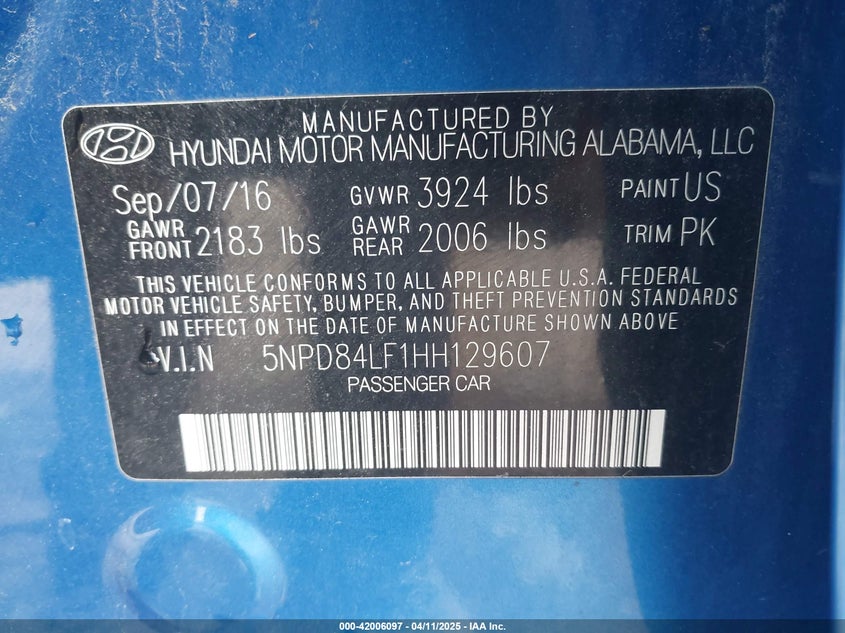 MANUFACTURED BY
HYUNDAI MOTOR MANUFACTURING ALABAMA, LLC
Sep/07/16 GVWR 3924 lbs PAINT US
GAWR FRONT 2183 lbs GAWR REAR 2006 lbs TRIM PK
THIS VEHICLE CONFORMS TO ALL APPLICABLE U.S.A. FEDERAL
MOTOR VEHICLE SAFETY, BUMPER, AND THEFT PREVENTION STANDARDS
IN EFFECT ON THE DATE OF MANUFACTURE SHOWN ABOVE.
V.I.N 5NPD84LF1HH129607
PASSENGER CAR
000-42006097 - 04/11/2025 - IAA Inc.